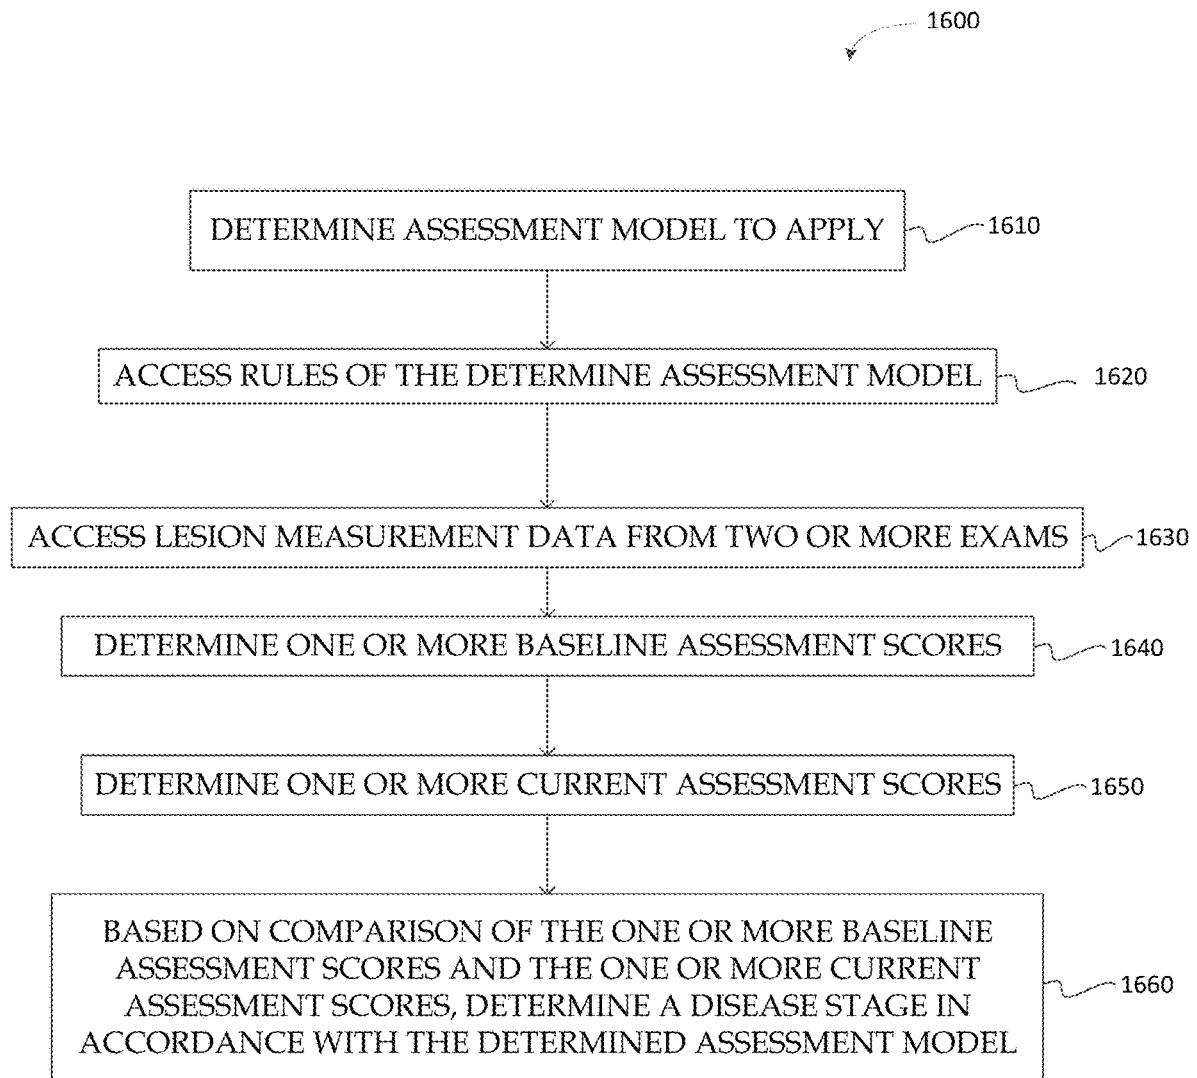 1600
DETERMINE ASSESSMENT MODEL TO APPLY
1610
ACCESS RULES OF THE DETERMINE ASSESSMENT MODEL
1620
ACCESS LESION MEASUREMENT DATA FROM TWO OR MORE EXAMS
1630
DETERMINE ONE OR MORE BASELINE ASSESSMENT SCORES
1640
DETERMINE ONE OR MORE CURRENT ASSESSMENT SCORES
1650
BASED ON COMPARISON OF THE ONE OR MORE BASELINE
ASSESSMENT SCORES AND THE ONE OR MORE CURRENT
ASSESSMENT SCORES, DETERMINE A DISEASE STAGE IN
ACCORDANCE WITH THE DETERMINED ASSESSMENT MODEL
1660